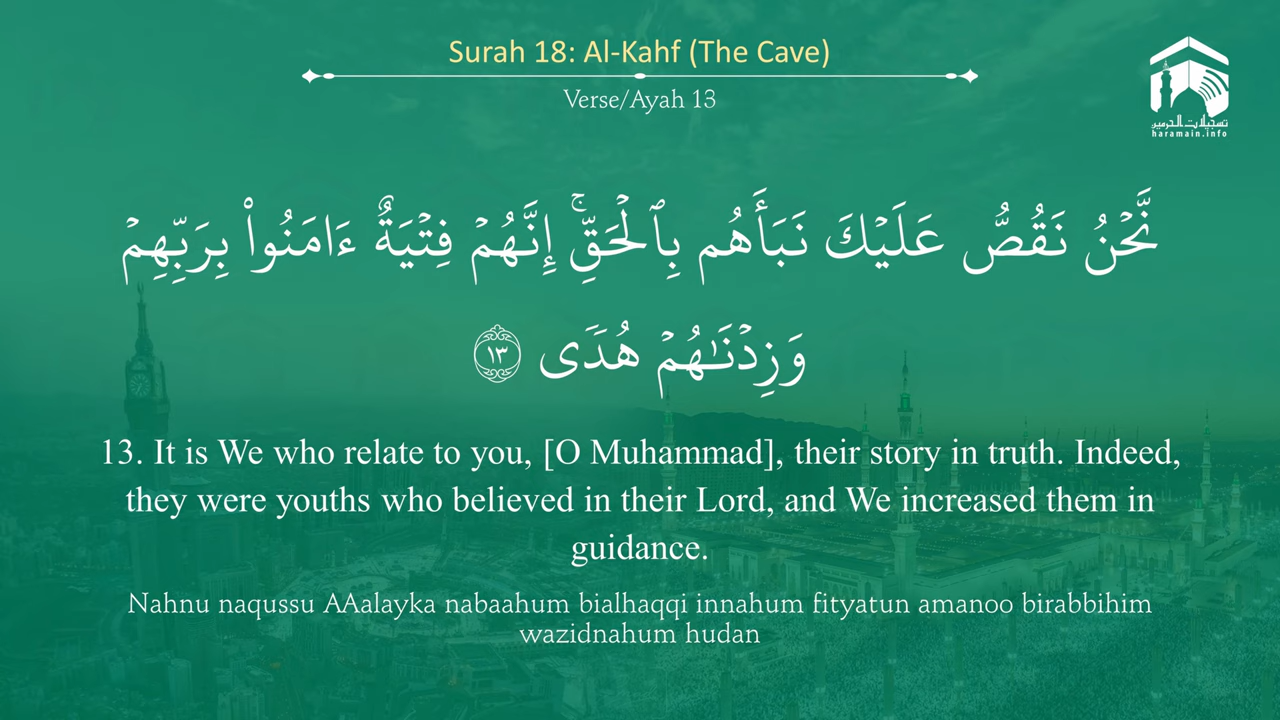 Surah 18: Al-Kahf (The Cave)
Verse/Ayah 13
تسجيلات الحرمين
haramain.info
نَّحْنُ نَقُصُّ عَلَيْكَ نَبَأَهُم بِٱلْحَقِّ ۚ إِنَّهُمْ فِتْيَةٌ ءَامَنُوا۟ بِرَبِّهِمْ
وَزِدْنَـٰهُمْ هُدًى ١٣
13. It is We who relate to you, [O Muhammad], their story in truth. Indeed,
they were youths who believed in their Lord, and We increased them in
guidance.
Nahnu naqussu AAalayka nabaahum bialhaqqi innahum fityatun amanoo birabbihim
wazidnahum hudan